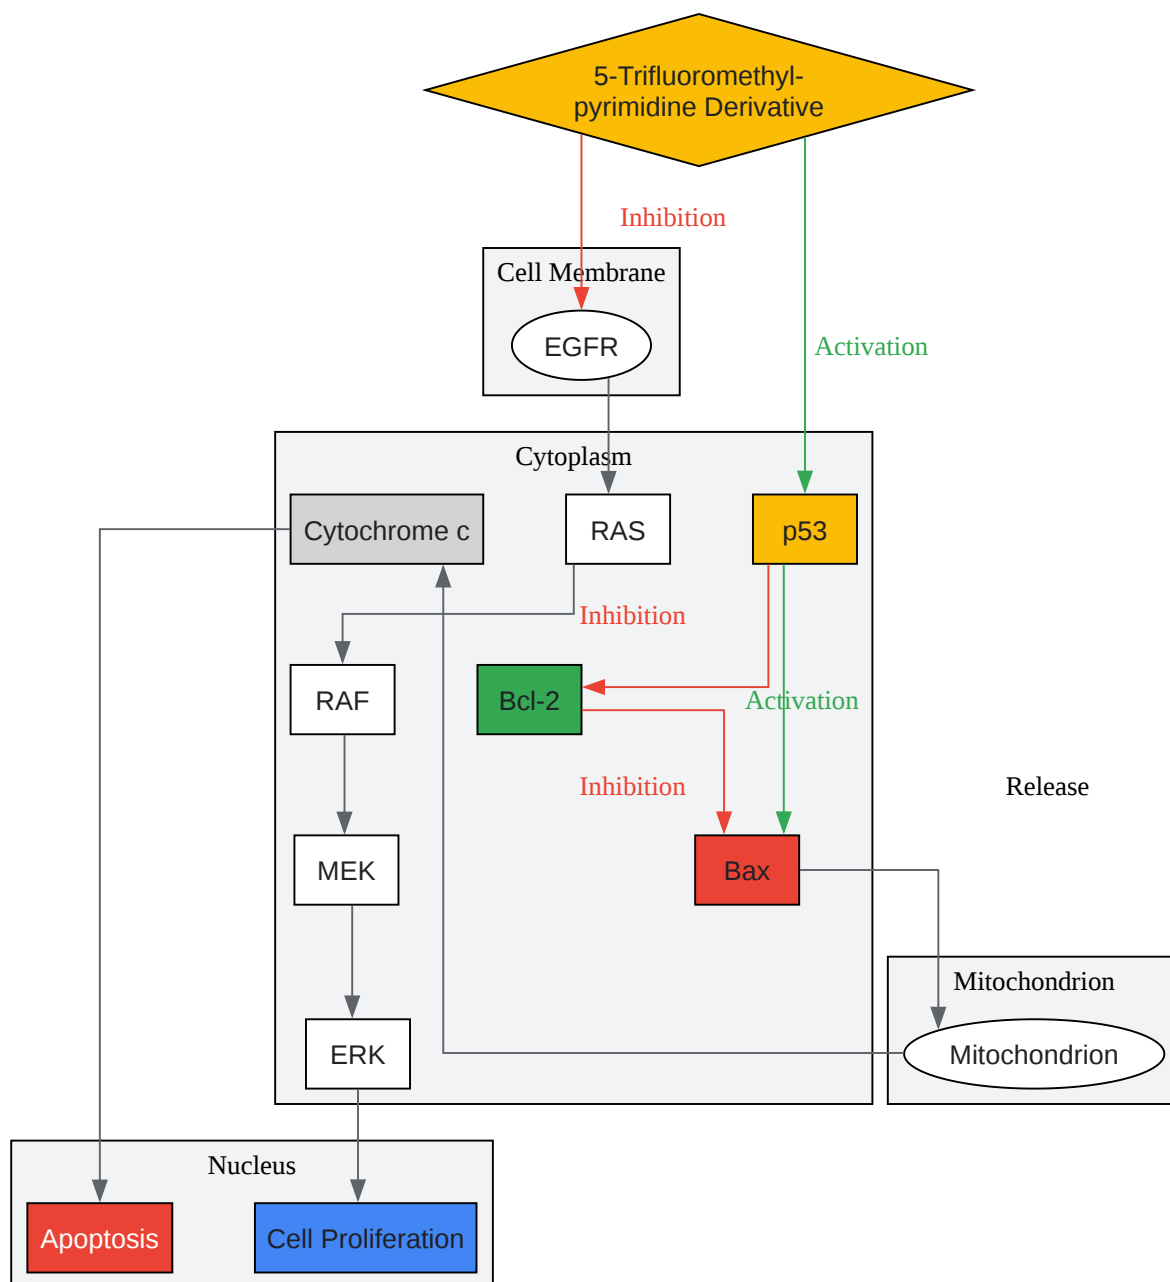 5-Trifluoromethyl-
pyrimidine Derivative
Inhibition
Cell Membrane
EGFR
Activation
Cytoplasm
Cytochrome c
RAS
p53
Inhibition
RAF
Bcl-2
Activation
Inhibition
Release
MEK
Bax
Mitochondrion
ERK
Mitochondrion
Nucleus
Apoptosis
Cell Proliferation